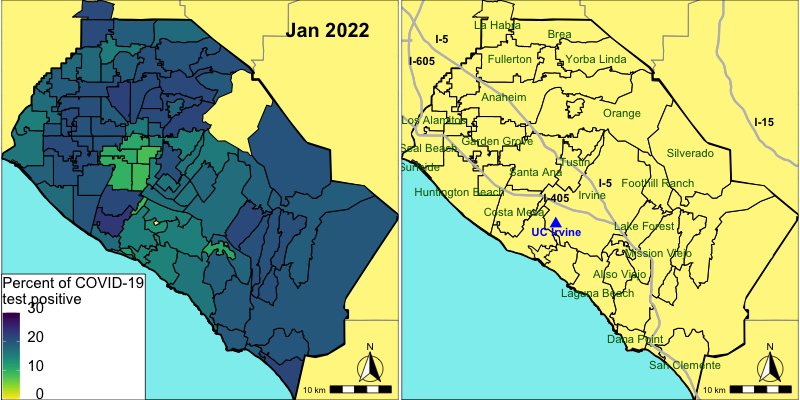 Jan 2022
Percent of COVID-19
test positive
30
20
10
0
N
10 km
La Habra
Brea
I-5
I-605
Fullerton
Yorba Linda
Anaheim
Orange
I-15
Los Alamitos
Garden Grove
Seal Beach
Silverado
Sunside
Tustin
Santa Ana
I-5
Foothill Ranch
Huntington Beach
Irvine
I-405
Costa Mesa
UC Irvine
Lake Forest
Mission Viejo
Aliso Viejo
Laguna Beach
Dana Point
San Clemente
N
10 km